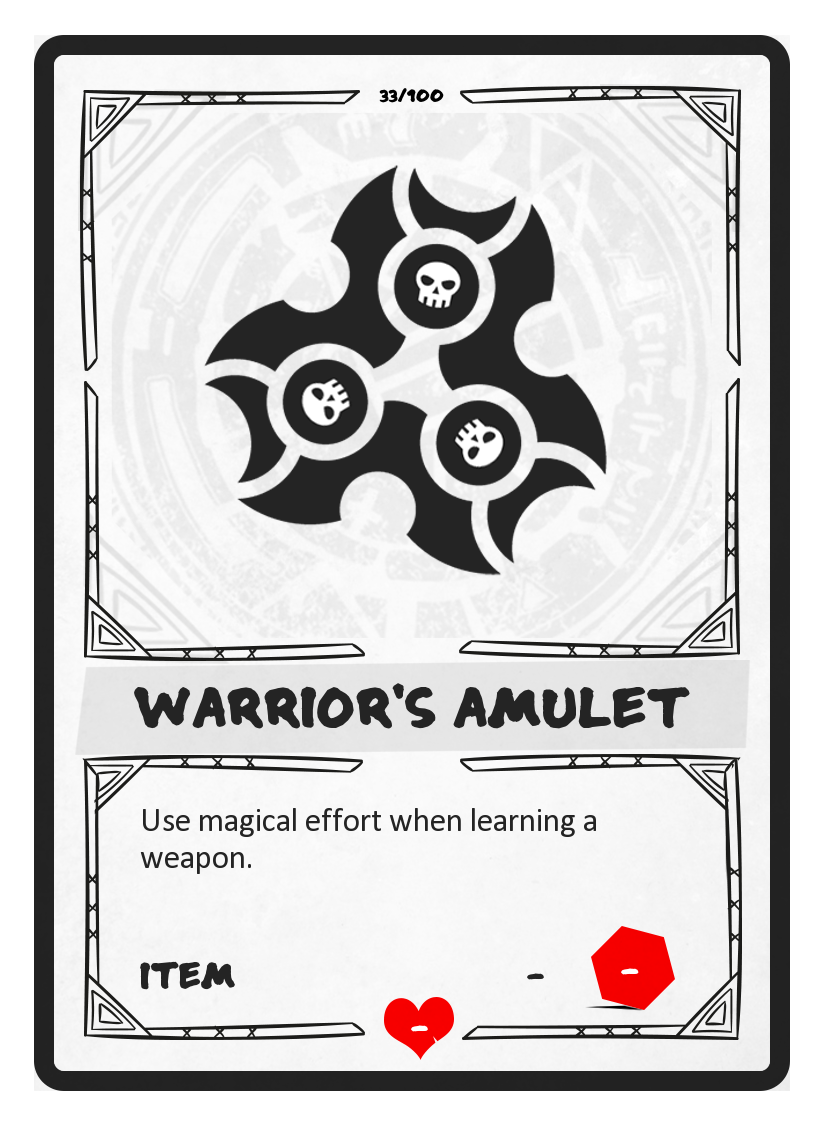 33/100
WARRIOR'S AMULET
Use magical effort when learning a
weapon.
ITEM
-
-
-